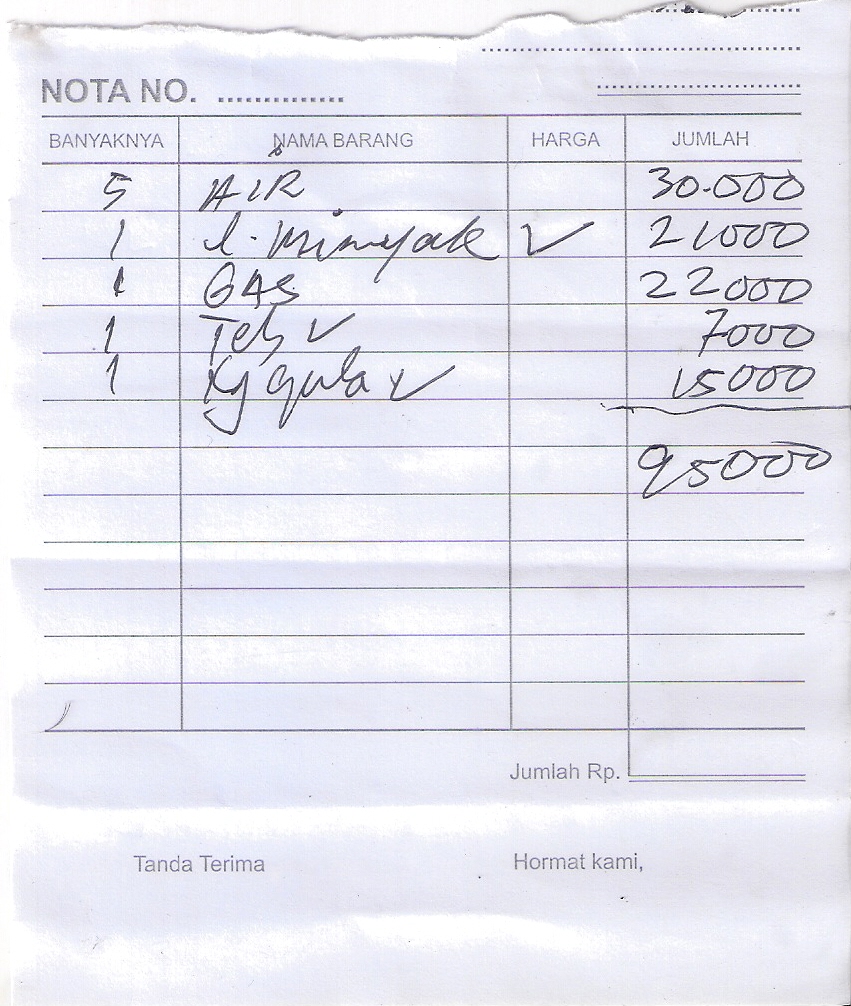 NOTA NO. ................
BANYAKNYA NAMA BARANG HARGA JUMLAH
5 AIR 30.000
1 l. minyak ✓ 21000
1 GAS 22000
1 Teh ✓ 7000
1 Kg gula ✓ 15000
95000
Jumlah Rp.
Tanda Terima Hormat kami,